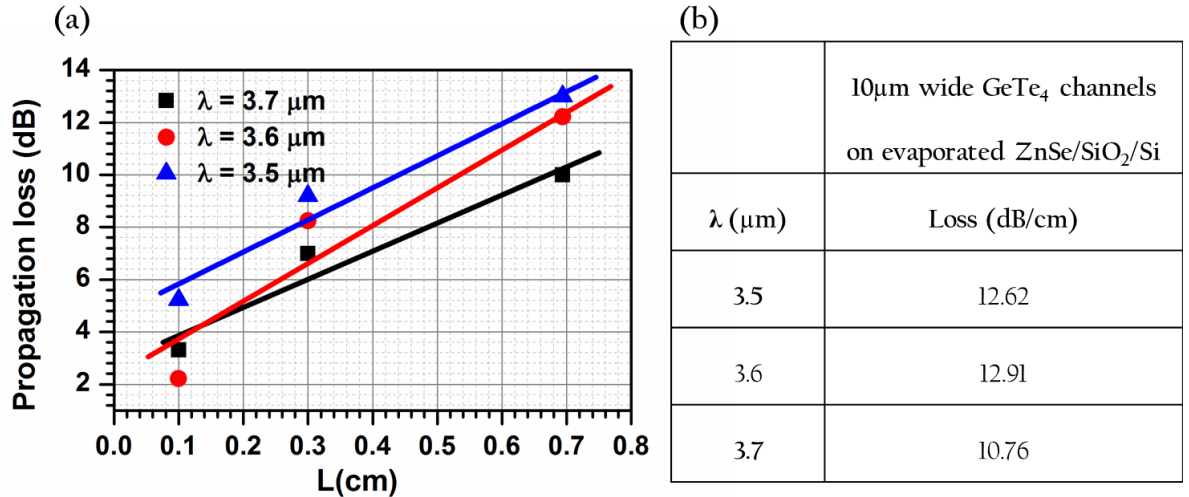 (a)
Propagation loss (dB)
14
12
10
8
6
4
2
λ = 3.7 μm
λ = 3.6 μm
λ = 3.5 μm
0.0 0.1 0.2 0.3 0.4 0.5 0.6 0.7 0.8
L(cm)
(b)
10μm wide GeTe₄ channels
on evaporated ZnSe/SiO₂/Si
λ (μm) Loss (dB/cm)
3.5 12.62
3.6 12.91
3.7 10.76